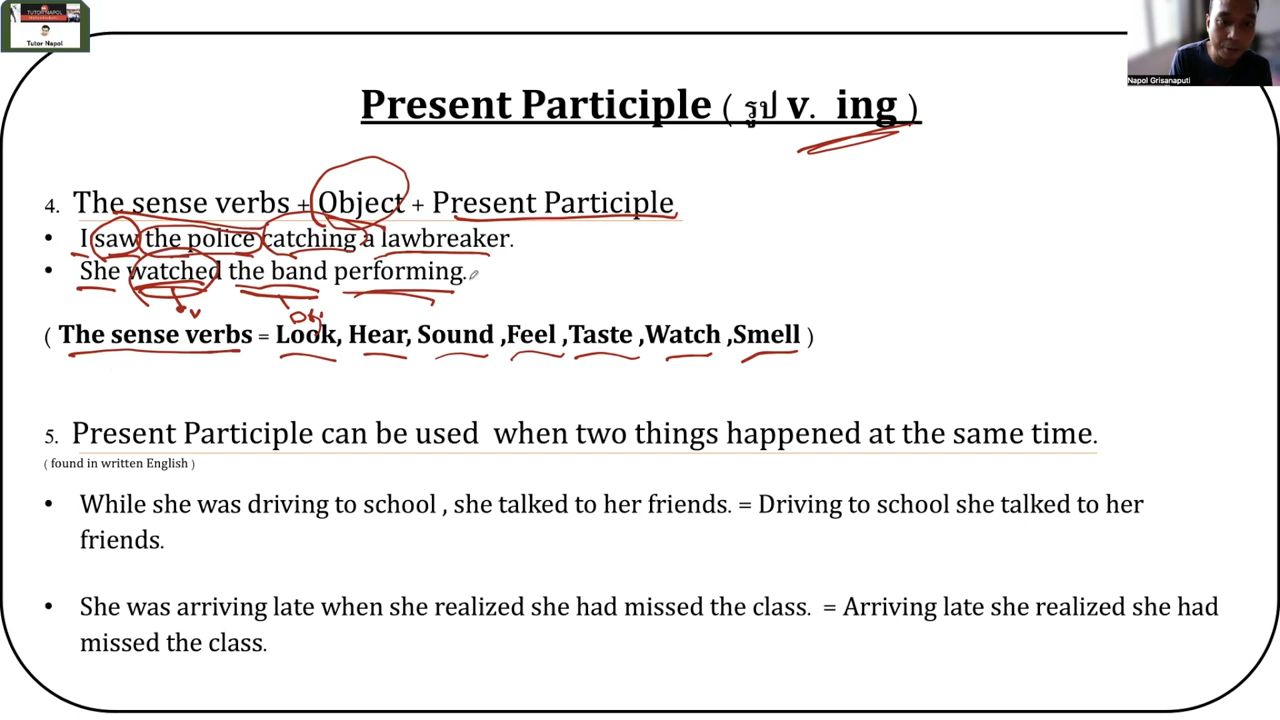 TUTOR NAPOL
Tutor Napol
Napol Grisanaputi
Present Participle ( รูป v. ing )
4. The sense verbs + Object + Present Participle
• I saw the police catching a lawbreaker.
• She watched the band performing.
v
Obj
( The sense verbs = Look, Hear, Sound ,Feel ,Taste ,Watch ,Smell )
5. Present Participle can be used when two things happened at the same time.
( found in written English )
• While she was driving to school , she talked to her friends. = Driving to school she talked to her
friends.
• She was arriving late when she realized she had missed the class. = Arriving late she realized she had
missed the class.